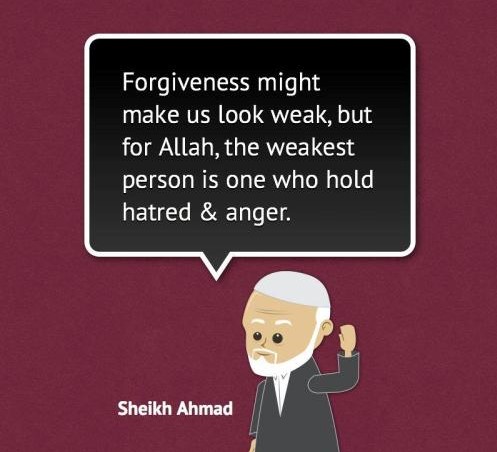 Forgiveness might
make us look weak, but
for Allah, the weakest
person is one who hold
hatred & anger.
Sheikh Ahmad